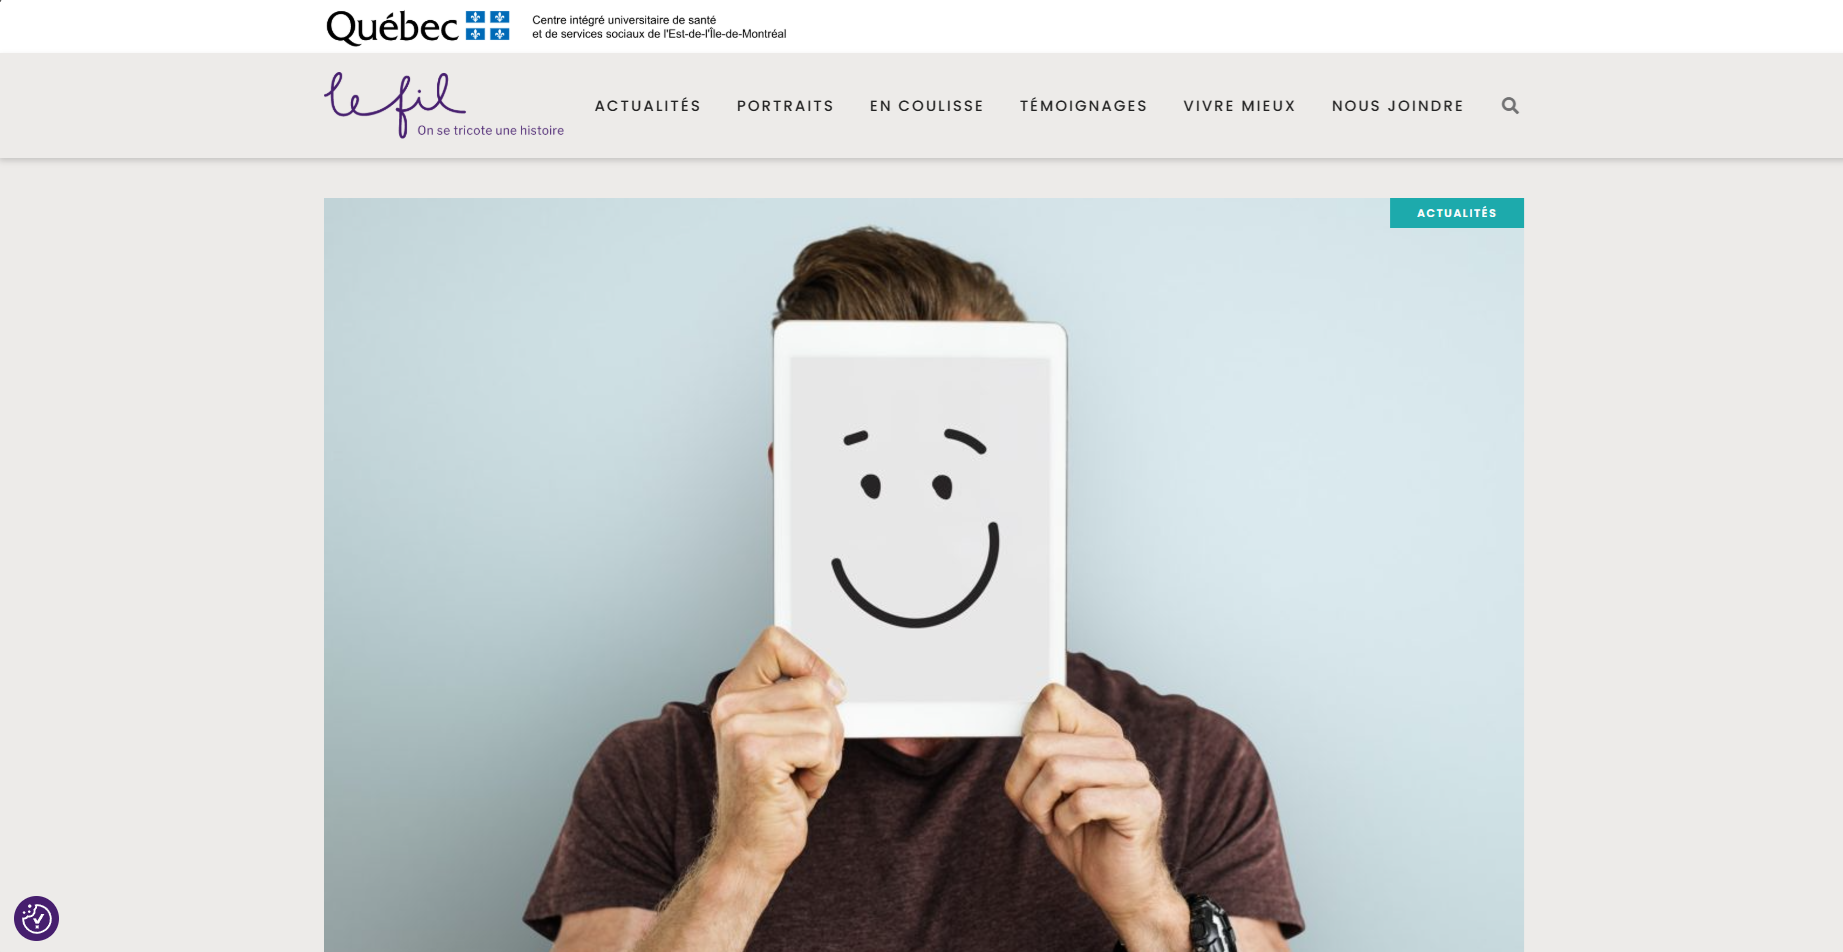 Québec
Centre intégré universitaire de santé
et de services sociaux de l'Est-de-l'Île-de-Montréal
le fil
On se tricote une histoire
ACTUALITÉS PORTRAITS EN COULISSE TÉMOIGNAGES VIVRE MIEUX NOUS JOINDRE
ACTUALITÉS